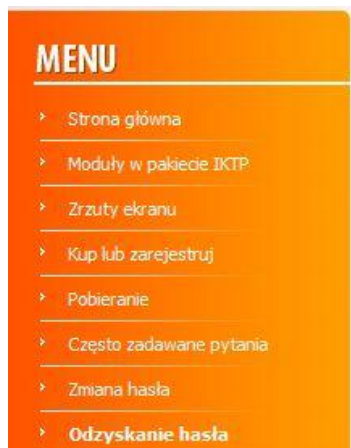 MENU
Strona główna
Moduły w pakiecie IKTP
Zrzuty ekranu
Kup lub zarejestruj
Pobieranie
Często zadawane pytania
Zmiana hasła
Odzyskanie hasła